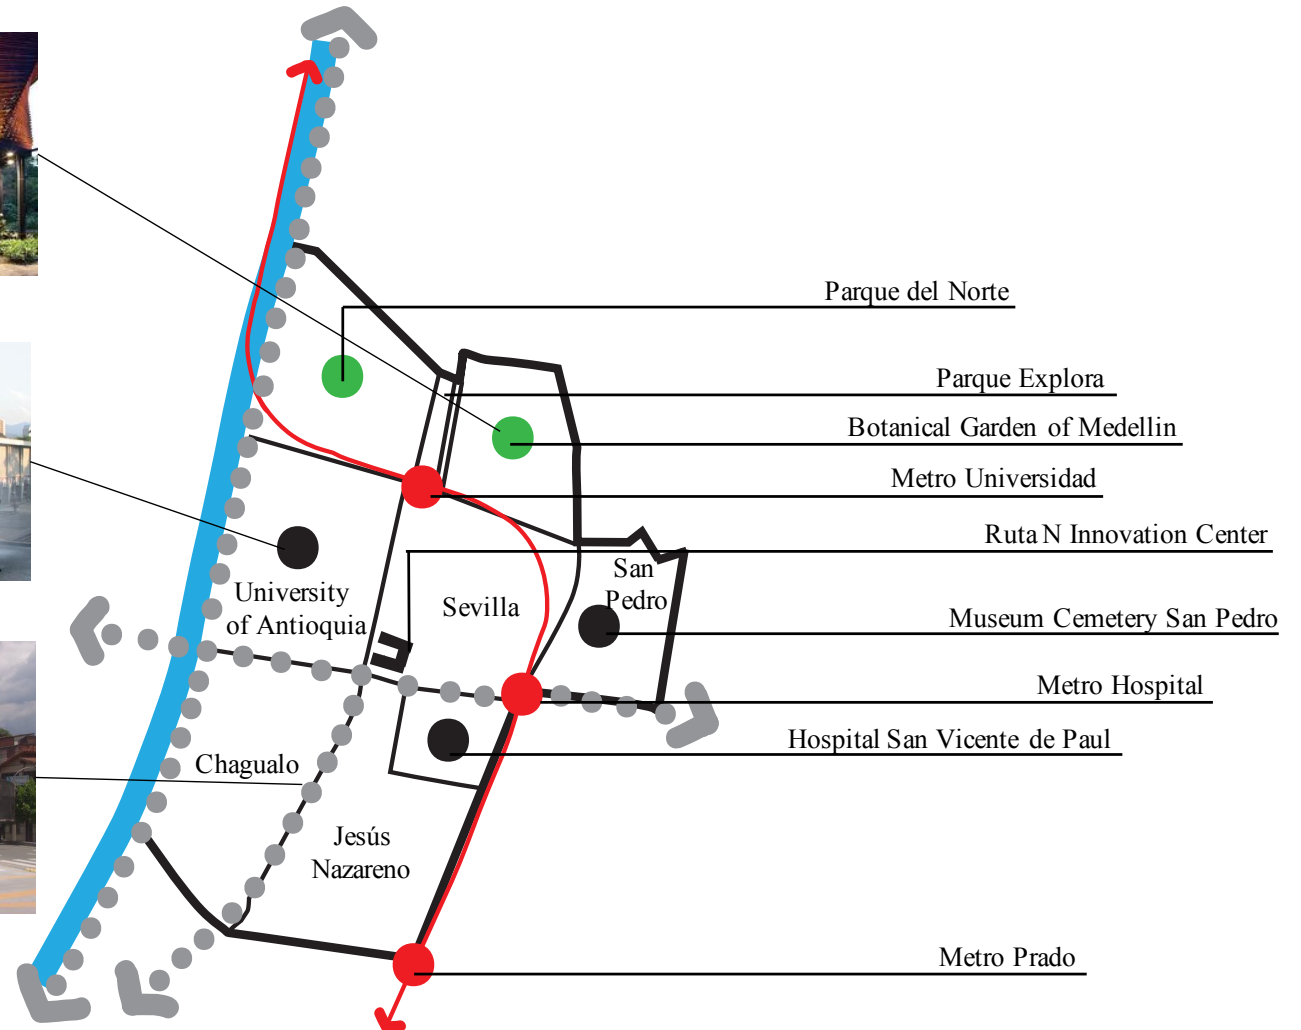 Parque del Norte
Parque Explora
Botanical Garden of Medellin
Metro Universidad
Ruta N Innovation Center
San
Pedro
University
of Antioquia
Sevilla
Museum Cemetery San Pedro
Metro Hospital
Hospital San Vicente de Paul
Chagualo
Jesús
Nazareno
Metro Prado